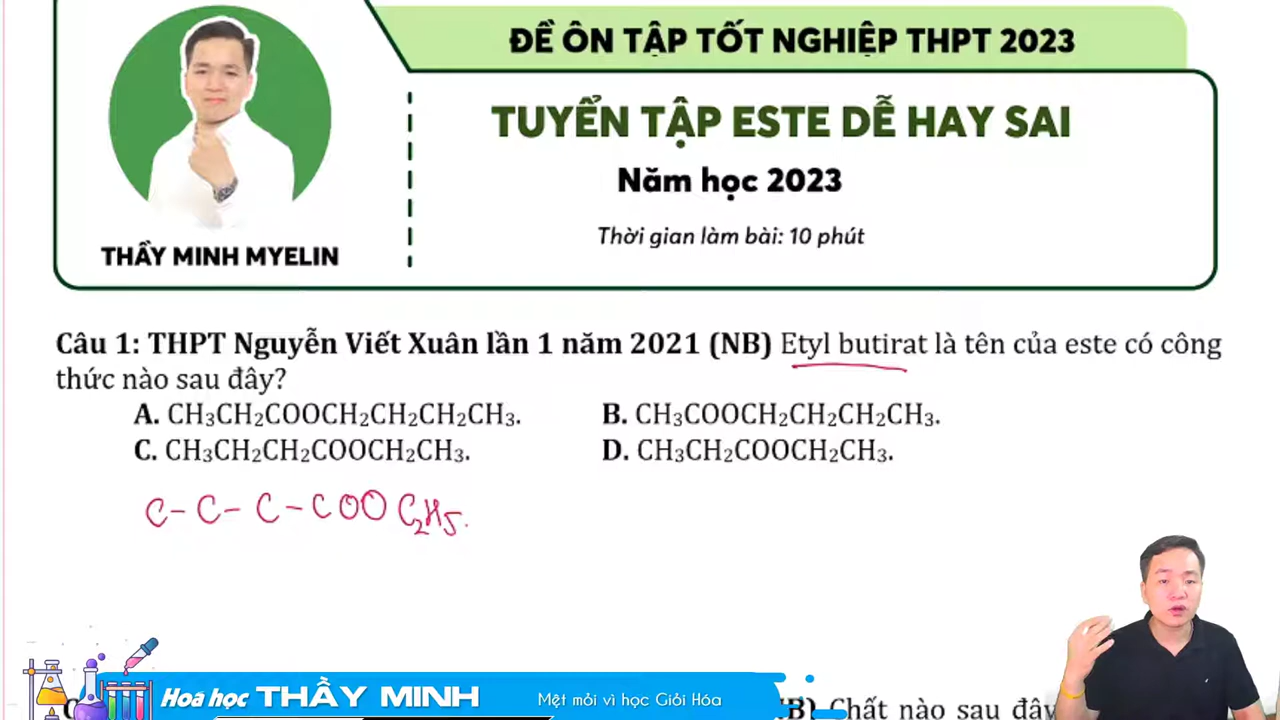 ĐỀ ÔN TẬP TỐT NGHIỆP THPT 2023
TUYỂN TẬP ESTE DỄ HAY SAI
Năm học 2023
Thời gian làm bài: 10 phút
THẦY MINH MYELIN
Câu 1: THPT Nguyễn Viết Xuân lần 1 năm 2021 (NB) Etyl butirat là tên của este có công
thức nào sau đây?
A. CH₃CH₂COOCH₂CH₂CH₂CH₃. B. CH₃COOCH₂CH₂CH₂CH₃.
C. CH₃CH₂CH₂COOCH₂CH₃. D. CH₃CH₂COOCH₂CH₃.
C-C-C-COOC₂H₅.
Hoá học THẦY MINH Mệt mỏi vì học Giỏi Hóa
B) Chất nào sau đây